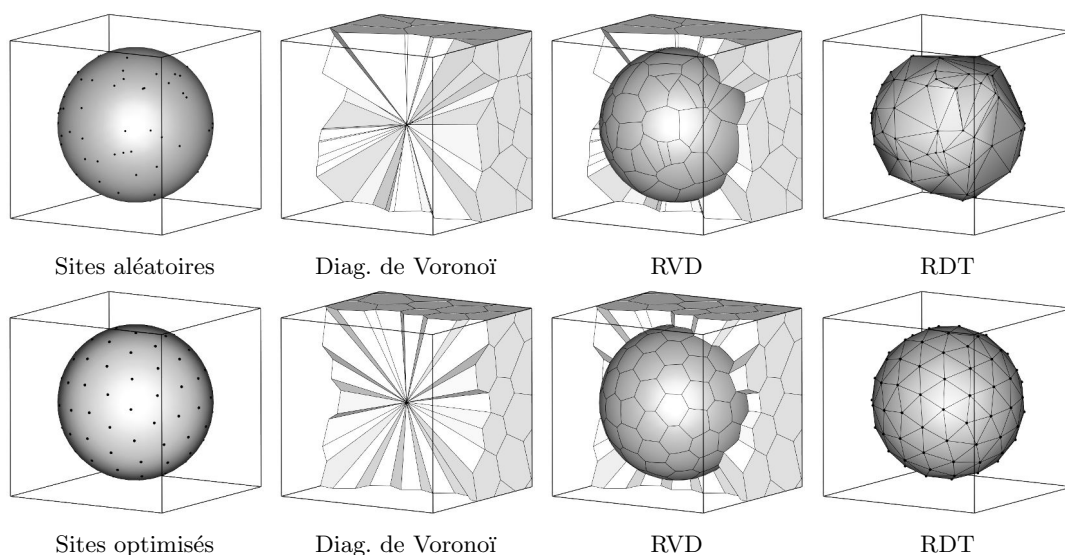 Sites aléatoires
Diag. de Voronoï
RVD
RDT
Sites optimisés
Diag. de Voronoï
RVD
RDT